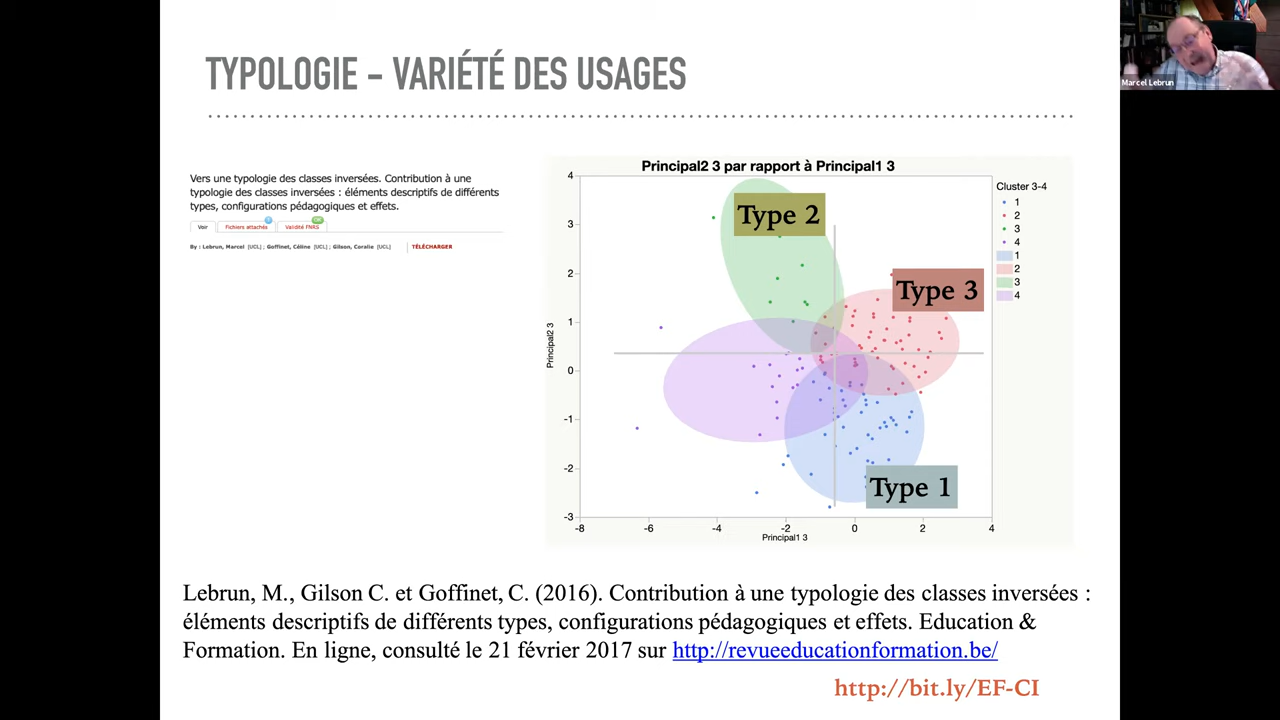 TYPOLOGIE – VARIÉTÉ DES USAGES
Marcel Lebrun
Vers une typologie des classes inversées. Contribution à une
typologie des classes inversées : éléments descriptifs de différents
types, configurations pédagogiques et effets.
Voir
Fichiers attachés
Validité FNRS
OK
By : Lebrun, Marcel [UCL] ; Goffinet, Céline [UCL] ; Gilson, Coralie [UCL]
TÉLÉCHARGER
Principal2 3 par rapport à Principal1 3
4
3
2
1
0
-1
-2
-3
Principal2 3
-8
-6
-4
-2
0
2
4
Principal1 3
Type 2
Type 3
Type 1
Cluster 3-4
1
2
3
4
1
2
3
4
Lebrun, M., Gilson C. et Goffinet, C. (2016). Contribution à une typologie des classes inversées :
éléments descriptifs de différents types, configurations pédagogiques et effets. Education &
Formation. En ligne, consulté le 21 février 2017 sur http://revueeducationformation.be/
http://bit.ly/EF-CI